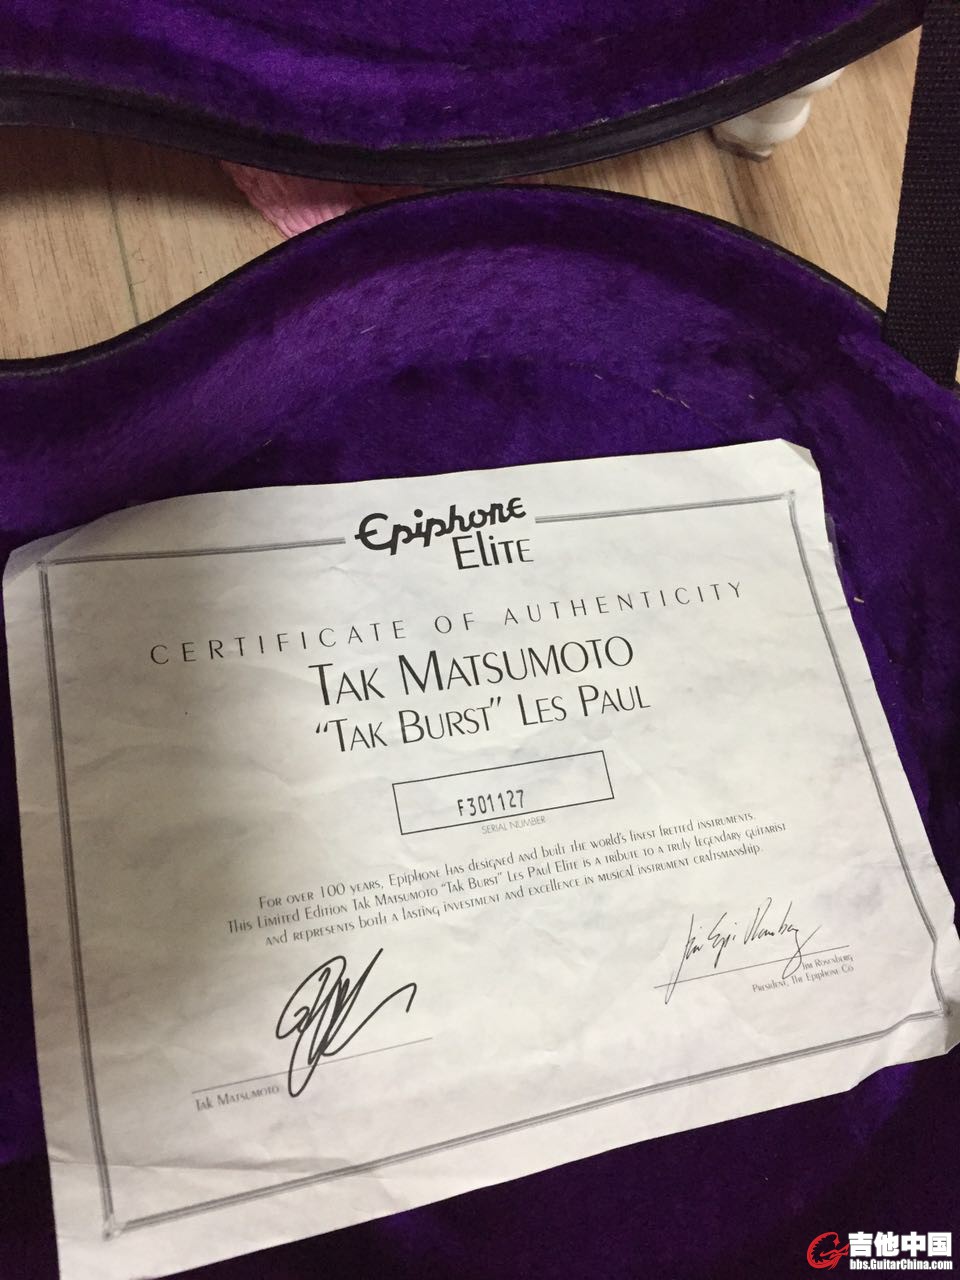 Epiphone
Elite
CERTIFICATE OF AUTHENTICITY
TAK MATSUMOTO
"TAK BURST" LES PAUL
F301127
SERIAL NUMBER
FOR OVER 100 YEARS, EPIPHONE HAS DESIGNED AND BUILT THE WORLD'S FINEST FRETTED INSTRUMENTS.
THIS LIMITED EDITION TAK MATSUMOTO "TAK BURST" LES PAUL ELITE IS A TRIBUTE TO A TRULY LEGENDARY GUITARIST
AND REPRESENTS BOTH A LASTING INVESTMENT AND EXCELLENCE IN MUSICAL INSTRUMENT CRAFTSMANSHIP.
Jim "Epi" Rosenberg
JIM ROSENBERG
PRESIDENT, THE EPIPHONE CO
TAK MATSUMOTO
吉他中国
bbs.GuitarChina.com